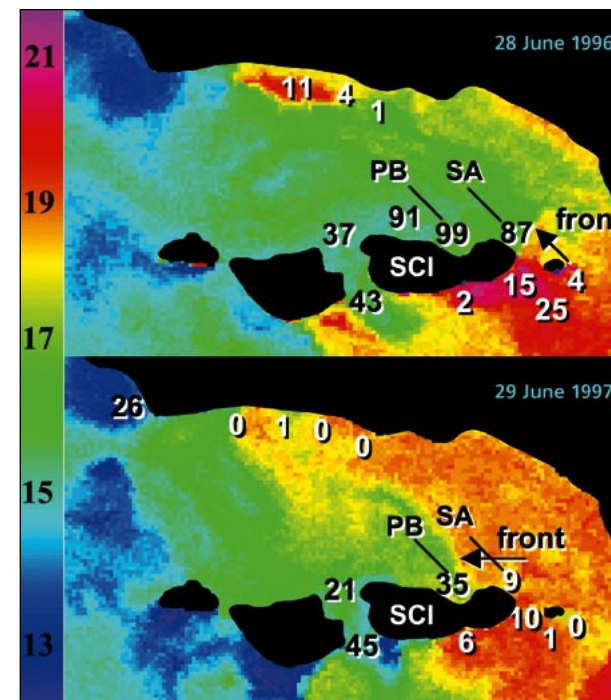 21
19
17
15
13
28 June 1996
11 4 1
PB SA
37 91 99 87 front
SCI
43 2 15 25 4
29 June 1997
26 0 1 0 0
PB SA front
21 35 9
SCI
45 6 10 1 0